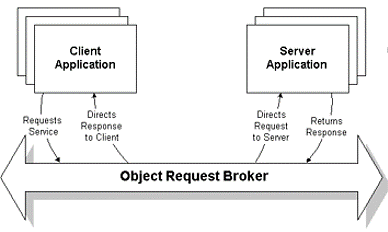 Client
Application
Server
Application
Requests
Service
Directs
Response
to Client
Directs
Request
to Server
Returns
Response
Object Request Broker